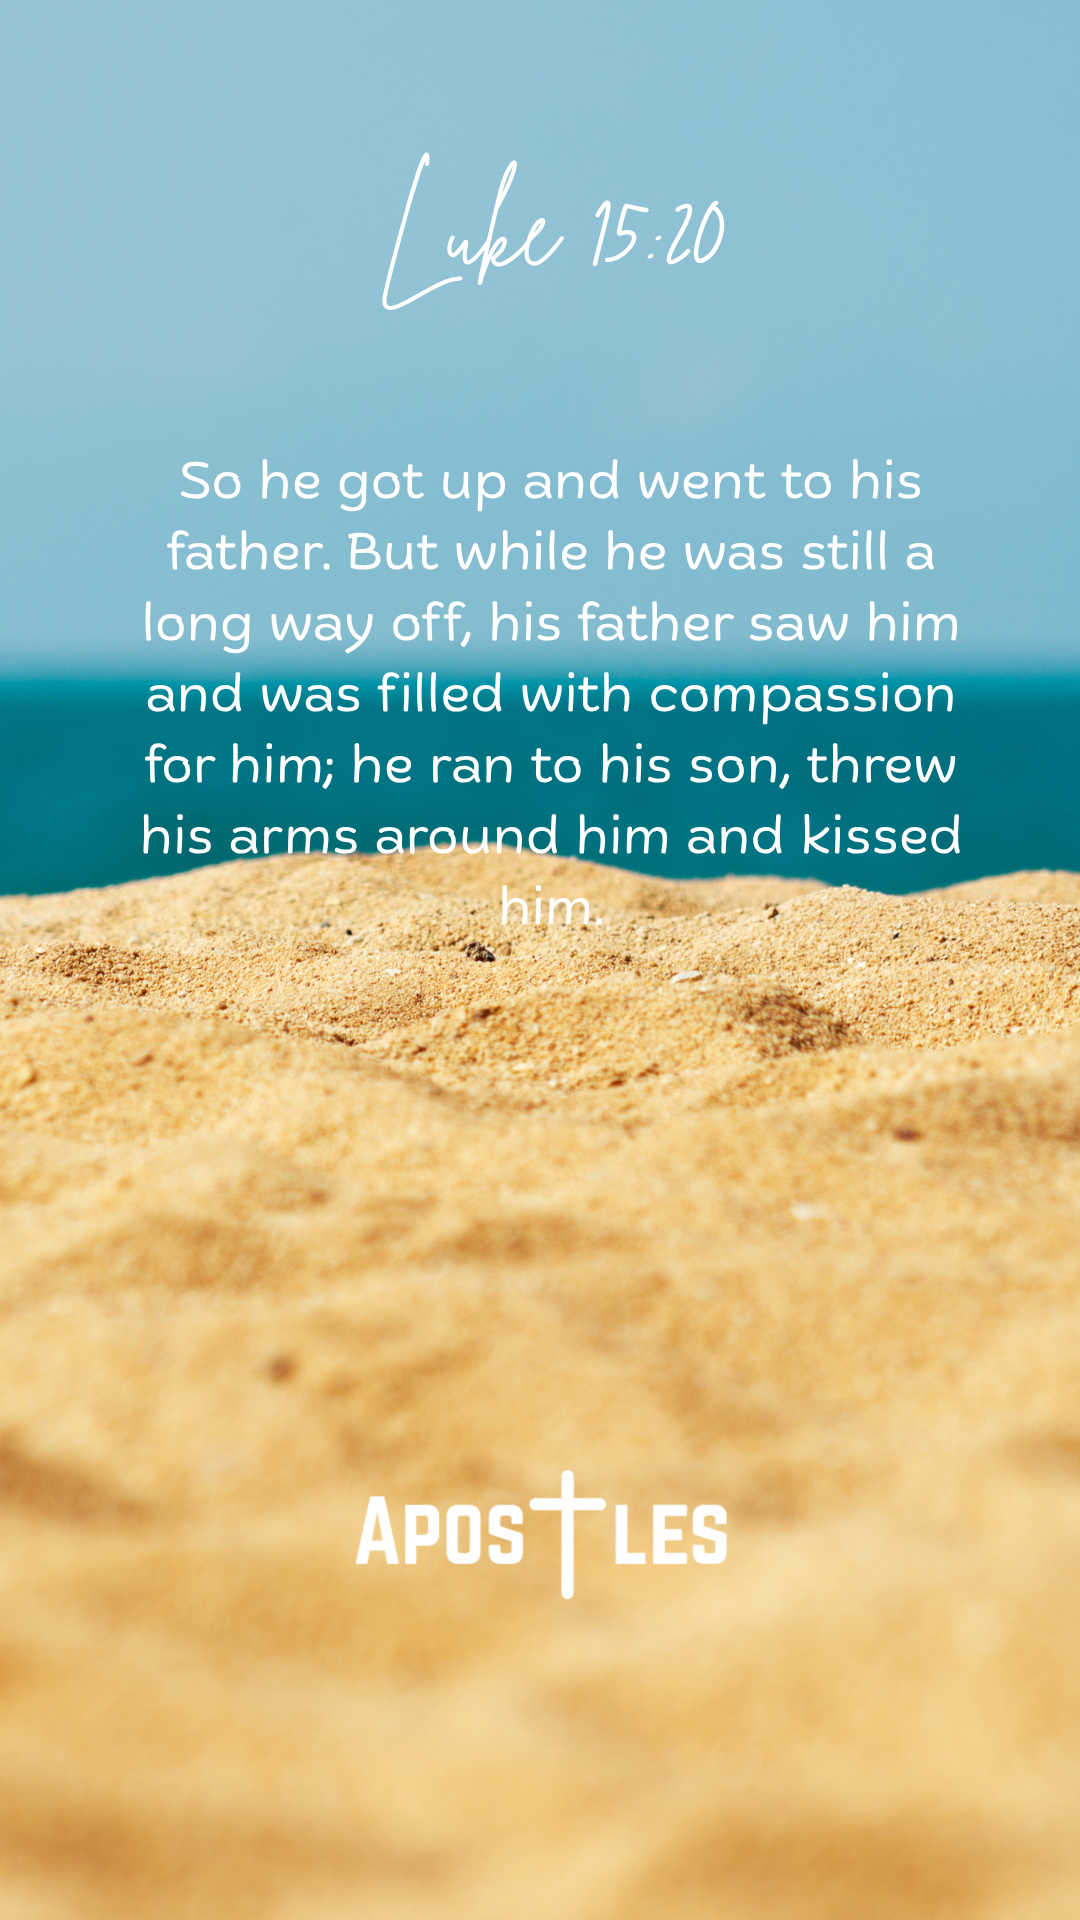 Luke 15:20
So he got up and went to his
father. But while he was still a
long way off, his father saw him
and was filled with compassion
for him; he ran to his son, threw
his arms around him and kissed
him.
APOSTLES